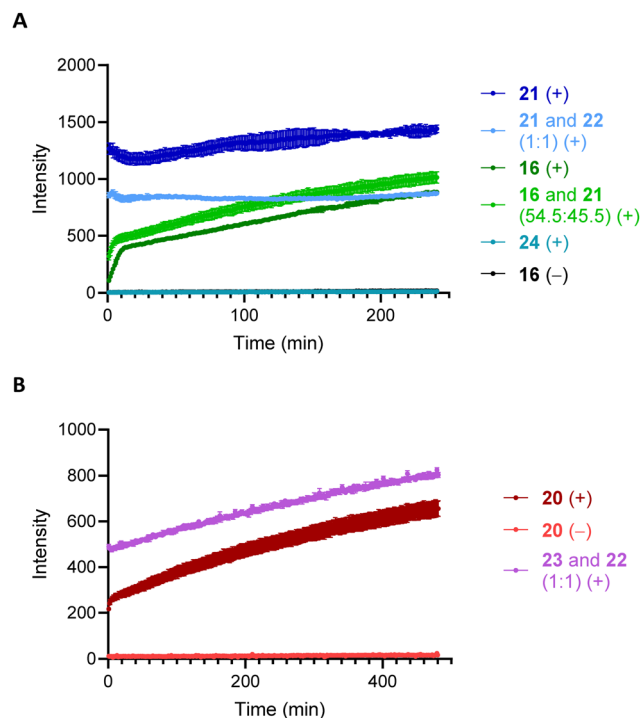 A
2000
1500
1000
500
0
Intensity
0
100
200
Time (min)
21 (+)
21 and 22
(1:1) (+)
16 (+)
16 and 21
(54.5:45.5) (+)
24 (+)
16 (−)
B
1000
800
600
400
200
0
Intensity
0
200
400
Time (min)
20 (+)
20 (−)
23 and 22
(1:1) (+)